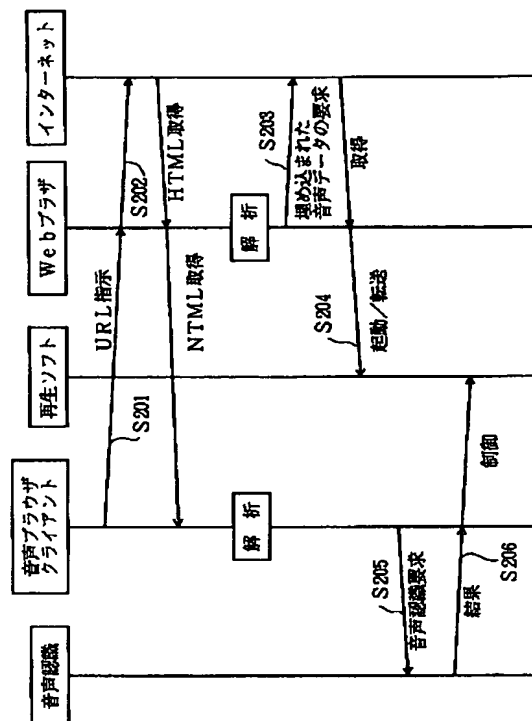 音声認識
音声ブラウザ
クライアント
再生ソフト
Webブラザ
インターネット
URL指示
S201
S202
HTML取得
NTML取得
解析
解析
S203
埋め込まれた
音声データの要求
取得
S204
起動／転送
S205
音声認識要求
結果
S206
制御